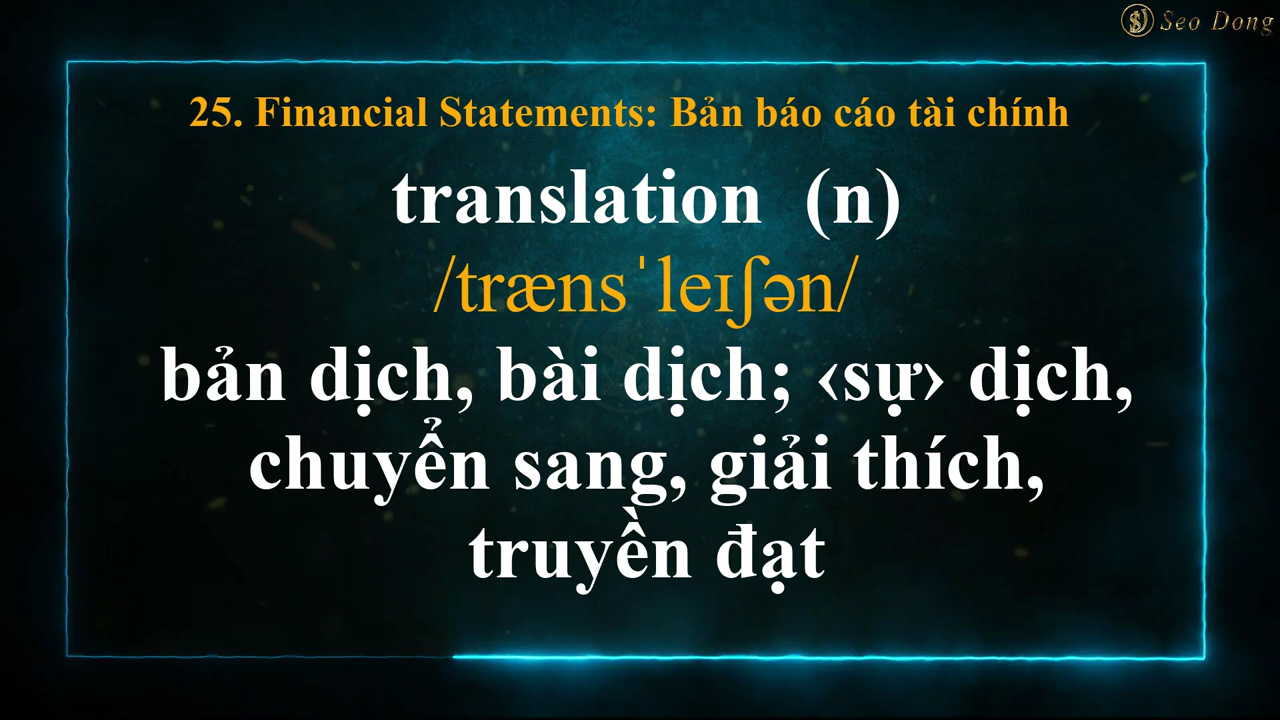 Seo Dong
25. Financial Statements: Bản báo cáo tài chính
translation (n)
/trænsˈleɪʃən/
bản dịch, bài dịch; ‹sự› dịch,
chuyển sang, giải thích,
truyền đạt